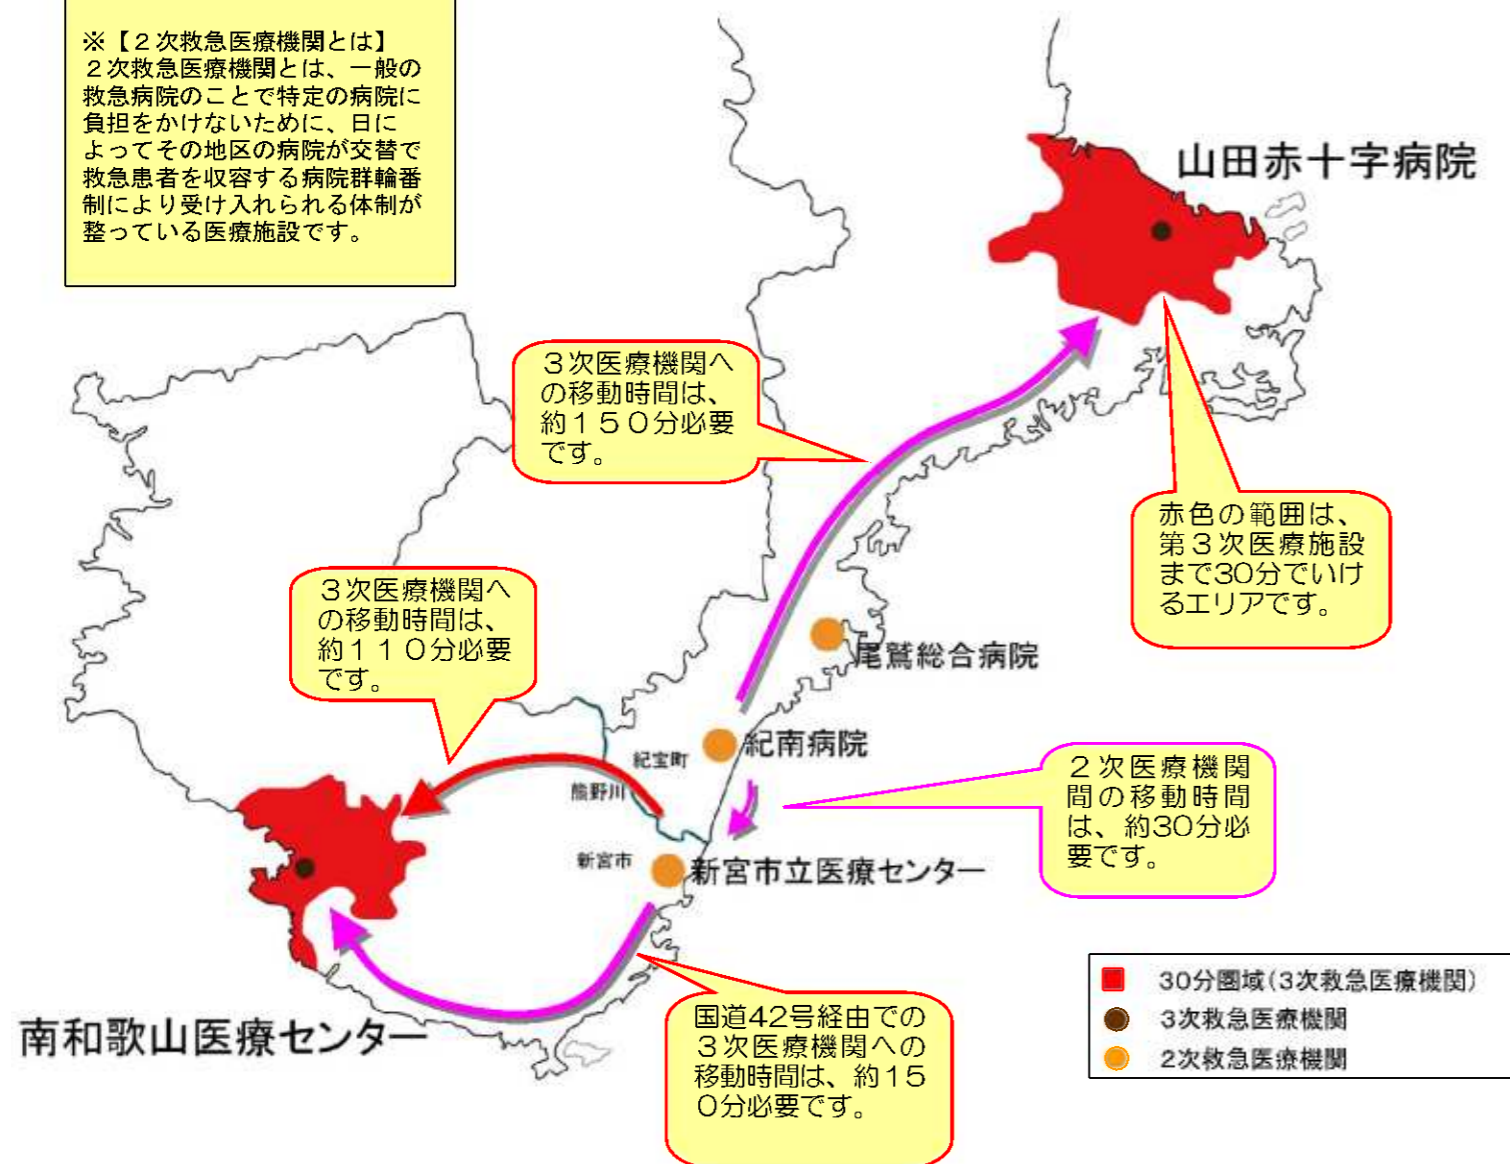 ※【２次救急医療機関とは】
２次救急医療機関とは、一般の
救急病院のことで特定の病院に
負担をかけないために、日に
よってその地区の病院が交替で
救急患者を収容する病院群輪番
制により受け入れられる体制が
整っている医療施設です。
山田赤十字病院
３次医療機関へ
の移動時間は、
約１５０分必要
です。
赤色の範囲は、
第３次医療施設
まで30分でいけ
るエリアです。
３次医療機関へ
の移動時間は、
約１１０分必要
です。
尾鷲総合病院
紀南病院
紀宝町
熊野川
２次医療機関
間の移動時間
は、約30分必
要です。
新宮市
新宮市立医療センター
南和歌山医療センター
国道42号経由での
３次医療機関への
移動時間は、約１５
０分必要です。
30分圏域(3次救急医療機関)
3次救急医療機関
2次救急医療機関